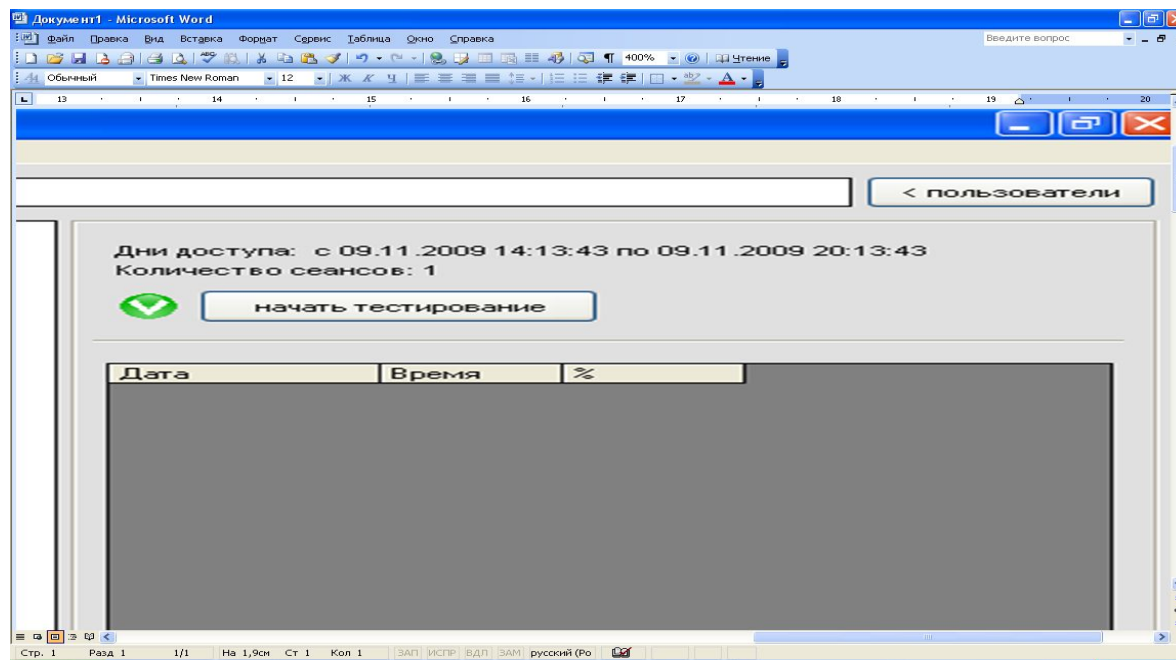 Документ1 - Microsoft Word
Файл Правка Вид Вставка Формат Сервис Таблица Окно Справка Введите вопрос
400% Чтение
Обычный Times New Roman 12 Ж К Ч
13 14 15 16 17 18 19 20
< пользователи
Дни доступа: с 09.11.2009 14:13:43 по 09.11.2009 20:13:43
Количество сеансов: 1
начать тестирование
Дата Время %
Стр. 1 Разд 1 1/1 На 1,9см Ст 1 Кол 1 ЗАП ИСПР ВДЛ ЗАМ русский (Ро